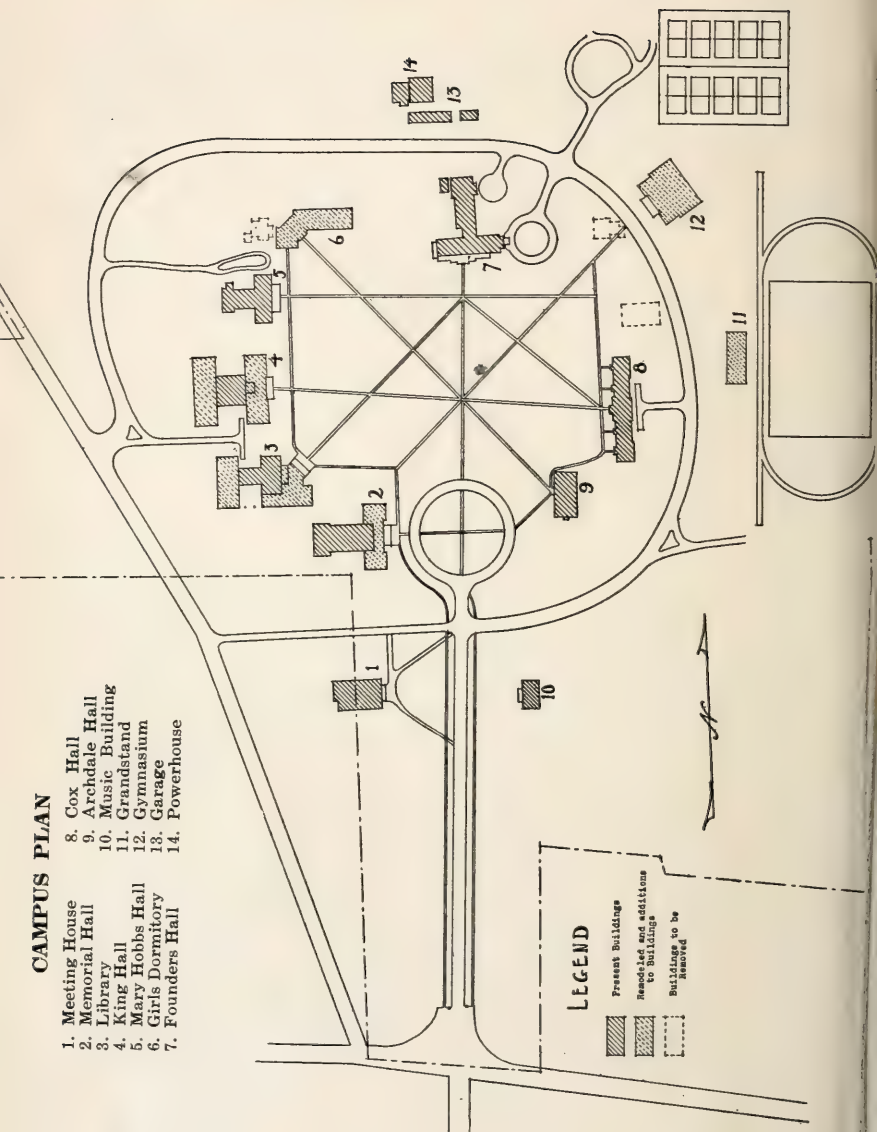 CAMPUS PLAN
1. Meeting House
2. Memorial Hall
3. Library
4. King Hall
5. Mary Hobbs Hall
6. Girls Dormitory
7. Founders Hall
8. Cox Hall
9. Archdale Hall
10. Music Building
11. Grandstand
12. Gymnasium
13. Garage
14. Powerhouse
14
13
12
11
10
9
8
7
6
5
4
3
2
1
N
LEGEND
Present Buildings
Remodeled and additions
to Buildings
Buildings to be
Removed